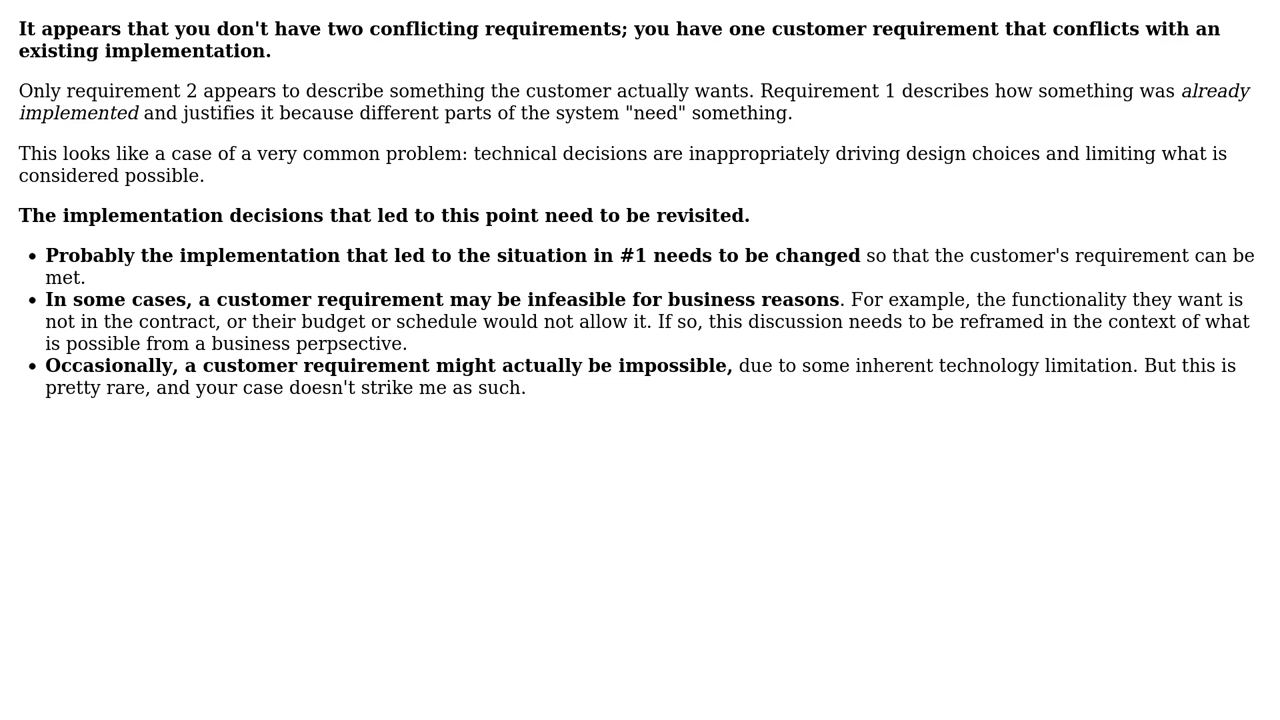 It appears that you don't have two conflicting requirements; you have one customer requirement that conflicts with an
existing implementation.
Only requirement 2 appears to describe something the customer actually wants. Requirement 1 describes how something was already
implemented and justifies it because different parts of the system "need" something.
This looks like a case of a very common problem: technical decisions are inappropriately driving design choices and limiting what is
considered possible.
The implementation decisions that led to this point need to be revisited.
• Probably the implementation that led to the situation in #1 needs to be changed so that the customer's requirement can be
met.
• In some cases, a customer requirement may be infeasible for business reasons. For example, the functionality they want is
not in the contract, or their budget or schedule would not allow it. If so, this discussion needs to be reframed in the context of what
is possible from a business perpsective.
• Occasionally, a customer requirement might actually be impossible, due to some inherent technology limitation. But this is
pretty rare, and your case doesn't strike me as such.